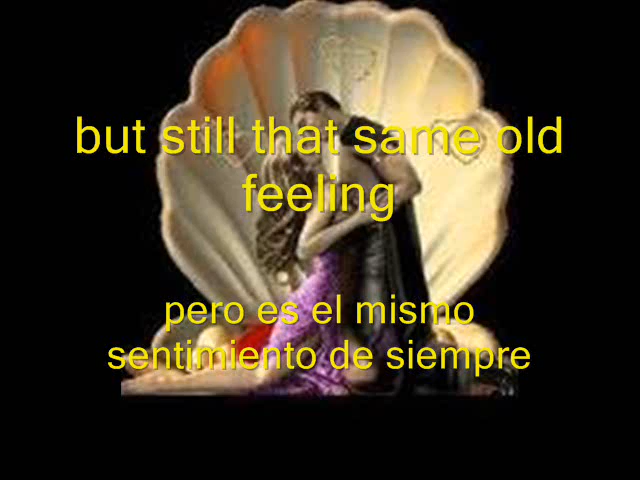 but still that same old
feeling
pero es el mismo
sentimiento de siempre